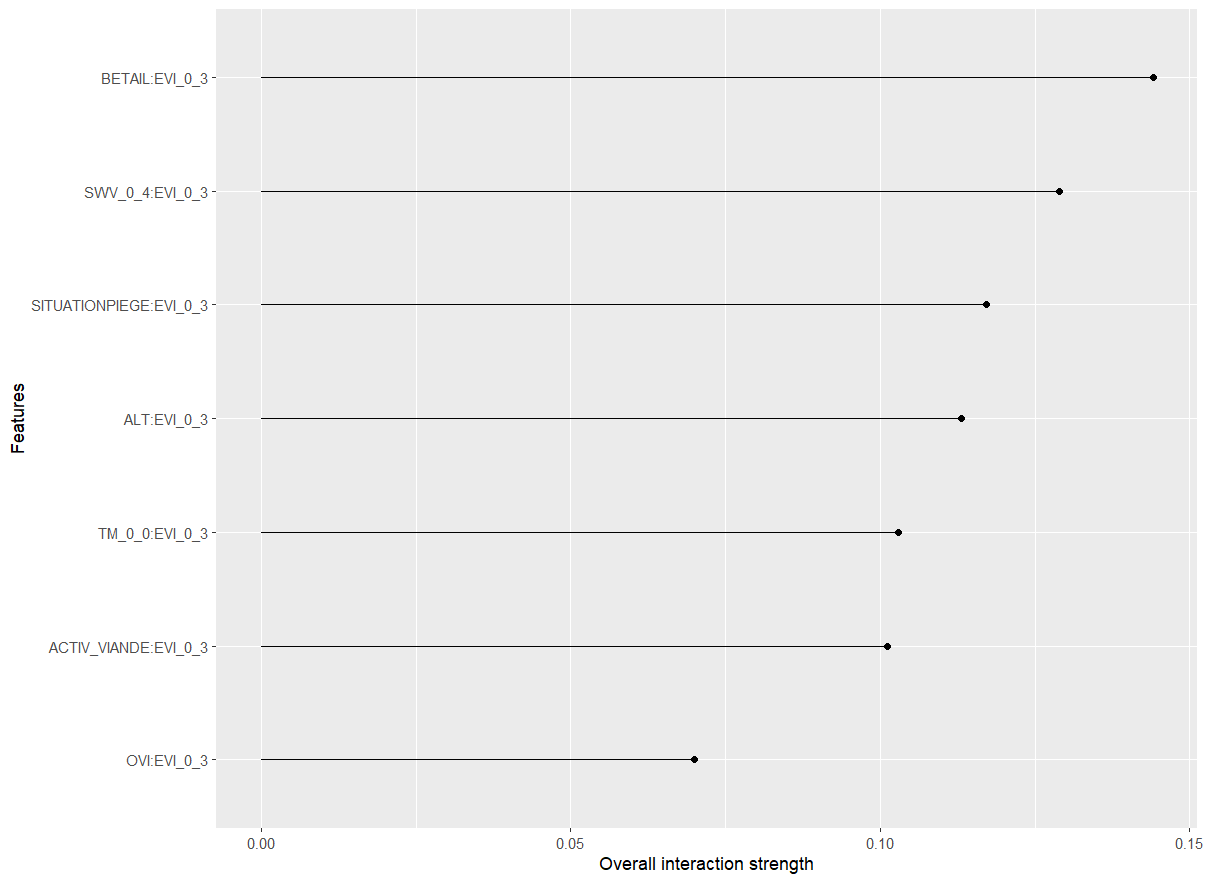 BETAIL:EVI_0_3
SWV_0_4:EVI_0_3
SITUATIONPIEGE:EVI_0_3
ALT:EVI_0_3
TM_0_0:EVI_0_3
ACTIV_VIANDE:EVI_0_3
OVI:EVI_0_3
Features
0.00 0.05 0.10 0.15
Overall interaction strength